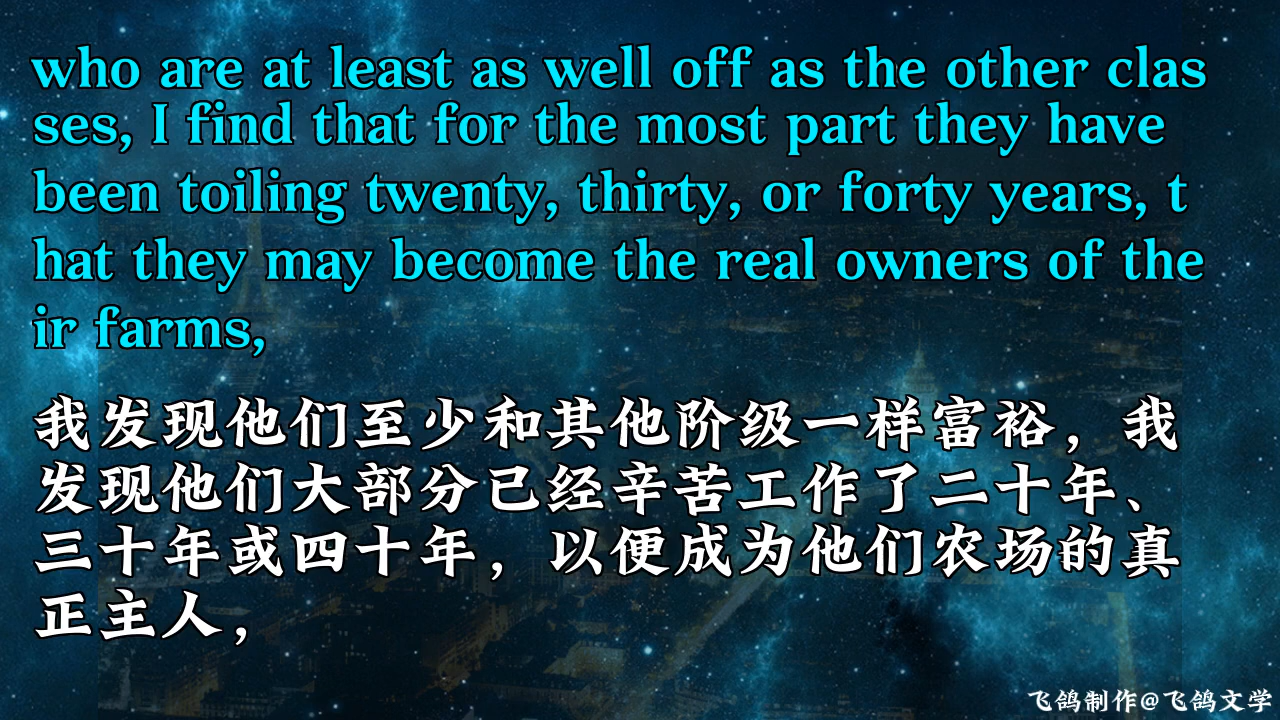 who are at least as well off as the other clas
ses, I find that for the most part they have
been toiling twenty, thirty, or forty years, t
hat they may become the real owners of the
ir farms,
我发现他们至少和其他阶级一样富裕，我
发现他们大部分已经辛苦工作了二十年、
三十年或四十年，以便成为他们农场的真
正主人，
飞鸽制作@飞鸽文学